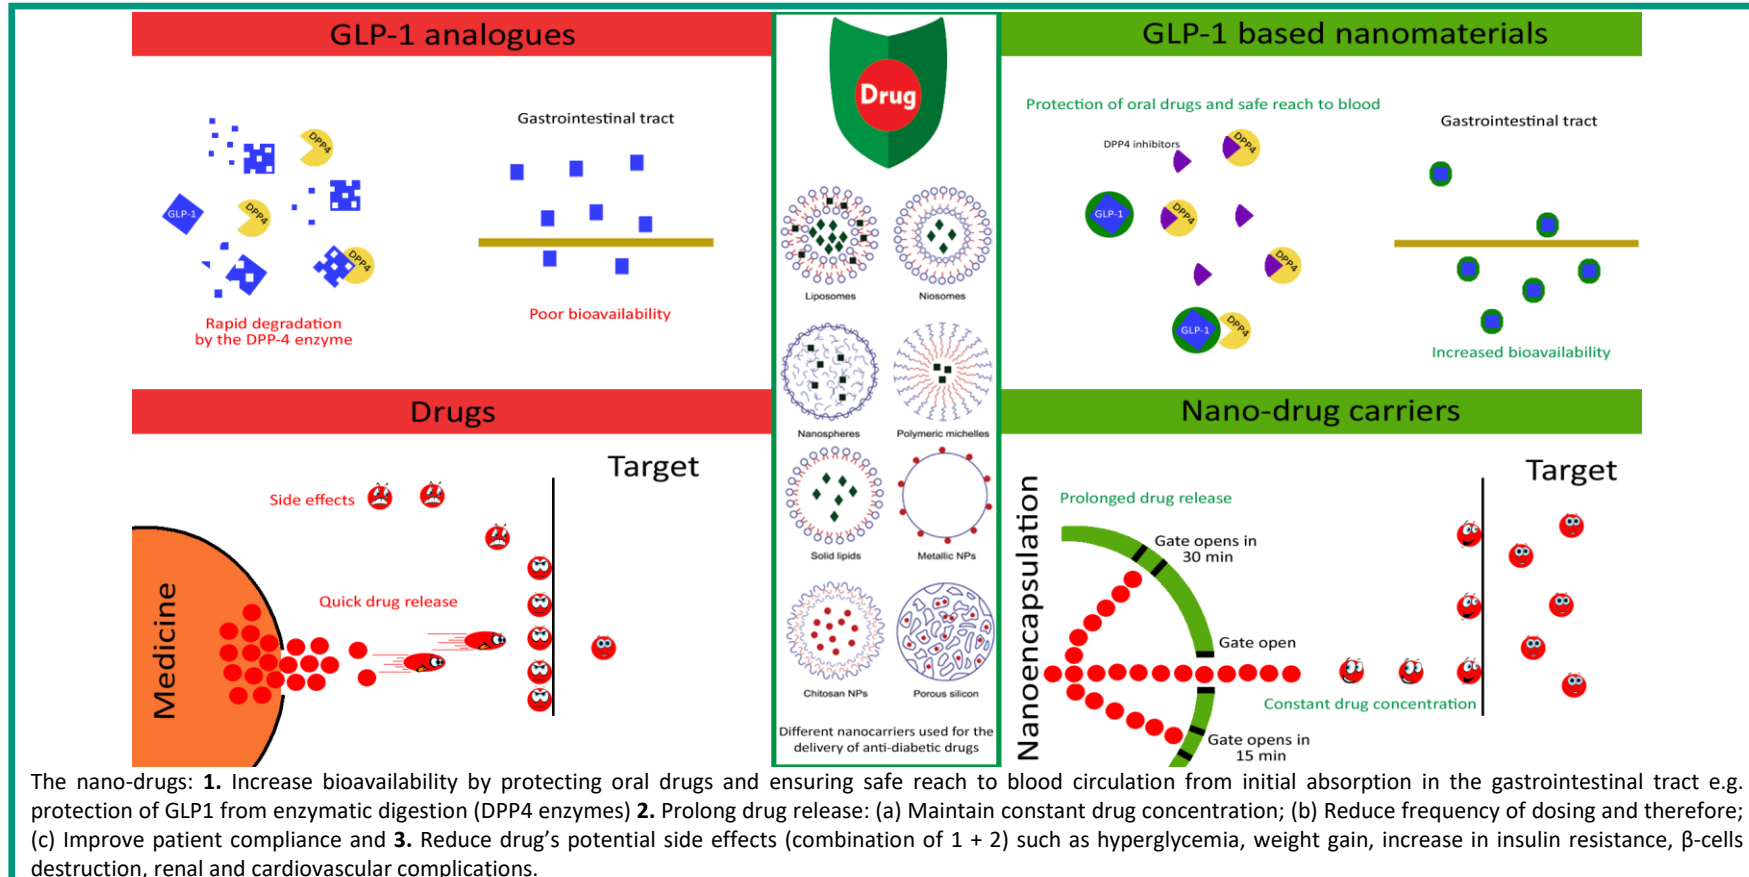 GLP-1 analogues
GLP-1 based nanomaterials
Drug
Gastrointestinal tract
DPP4
GLP-1
DPP4
DPP4
Rapid degradation
by the DPP-4 enzyme
Poor bioavailability
Liposomes
Niosomes
Nanospheres
Polymeric michelles
Solid lipids
Metallic NPs
Chitosan NPs
Porous silicon
Different nanocarriers used for the
delivery of anti-diabetic drugs
Protection of oral drugs and safe reach to blood
Gastrointestinal tract
DPP4 inhibitors
DPP4
GLP-1
DPP4
DPP4
GLP-1
DPP4
Increased bioavailability
Drugs
Target
Side effects
Quick drug release
Medicine
Nano-drug carriers
Target
Prolonged drug release
Nanoencapsulation
Gate opens in
30 min
Gate open
Constant drug concentration
Gate opens in
15 min
The nano-drugs: 1. Increase bioavailability by protecting oral drugs and ensuring safe reach to blood circulation from initial absorption in the gastrointestinal tract e.g.
protection of GLP1 from enzymatic digestion (DPP4 enzymes) 2. Prolong drug release: (a) Maintain constant drug concentration; (b) Reduce frequency of dosing and therefore;
(c) Improve patient compliance and 3. Reduce drug's potential side effects (combination of 1 + 2) such as hyperglycemia, weight gain, increase in insulin resistance, β-cells
destruction, renal and cardiovascular complications.